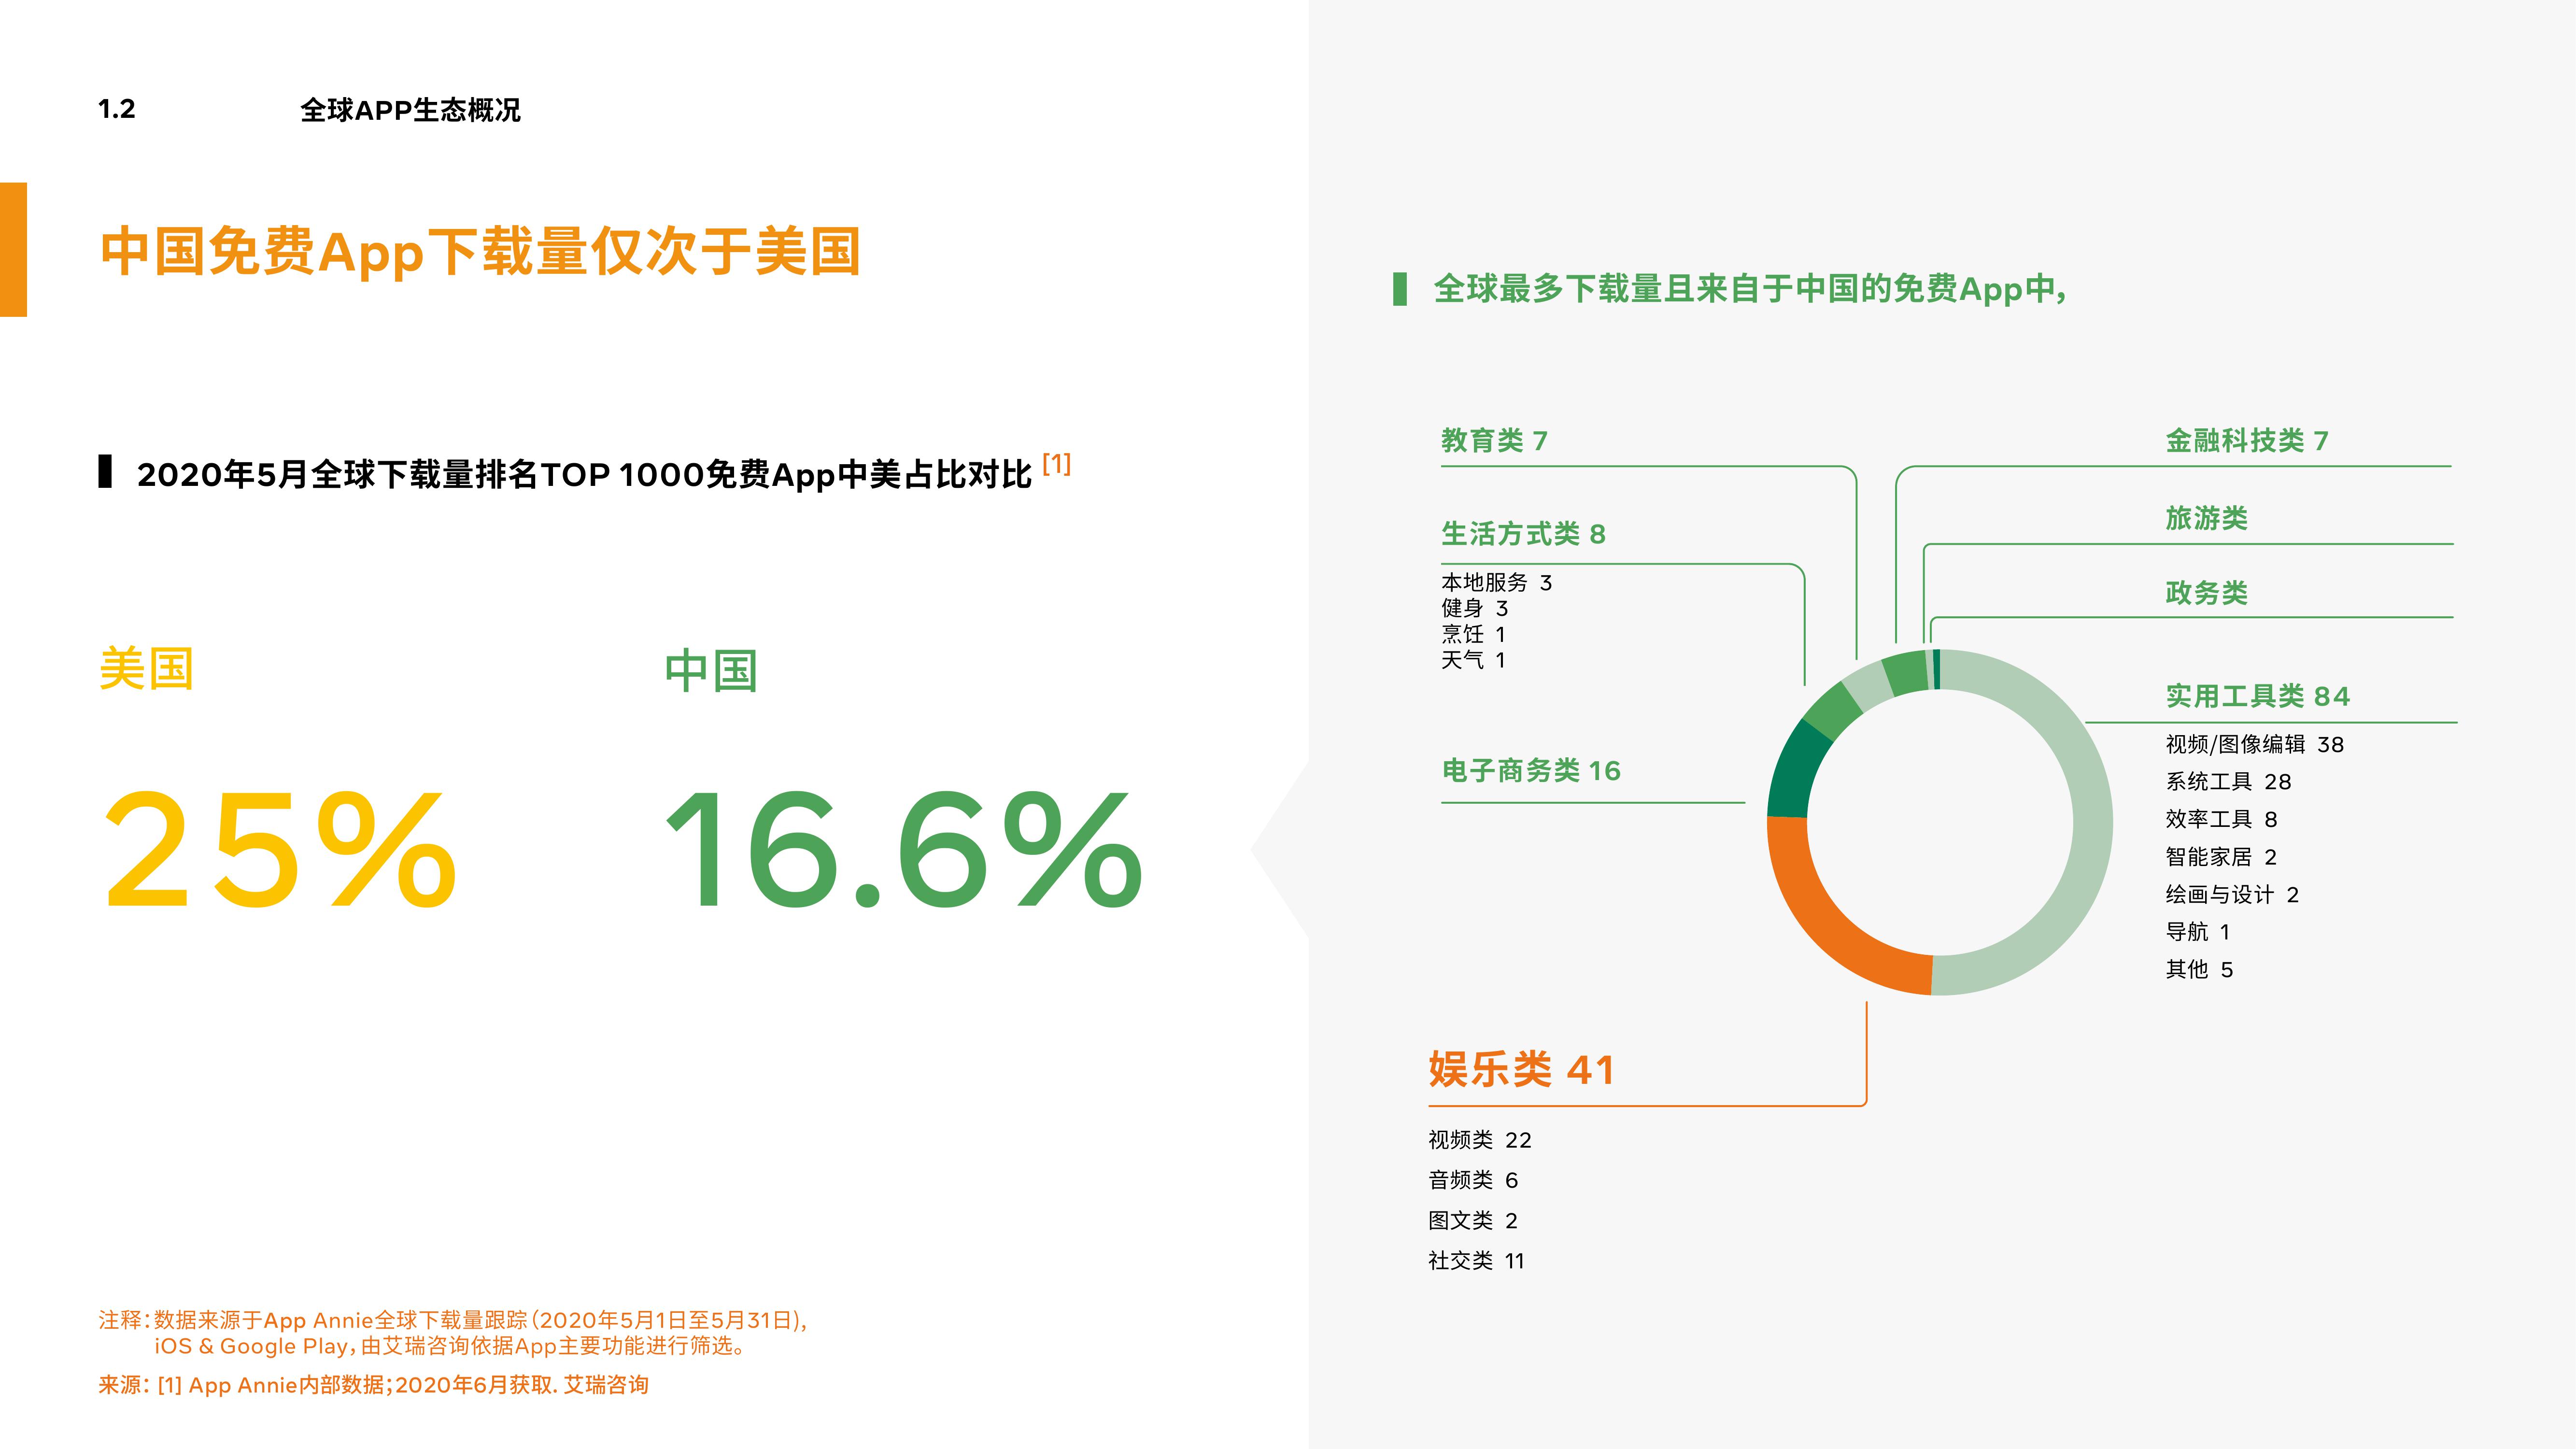 1.2 全球APP生态概况
中国免费App下载量仅次于美国
2020年5月全球下载量排名TOP 1000免费App中美占比对比 [1]
美国
25%
中国
16.6%
注释:数据来源于App Annie全球下载量跟踪(2020年5月1日至5月31日),
iOS & Google Play,由艾瑞咨询依据App主要功能进行筛选。
来源: [1] App Annie内部数据;2020年6月获取. 艾瑞咨询
全球最多下载量且来自于中国的免费App中,
教育类 7
生活方式类 8
本地服务 3
健身 3
烹饪 1
天气 1
电子商务类 16
娱乐类 41
视频类 22
音频类 6
图文类 2
社交类 11
金融科技类 7
旅游类
政务类
实用工具类 84
视频/图像编辑 38
系统工具 28
效率工具 8
智能家居 2
绘画与设计 2
导航 1
其他 5